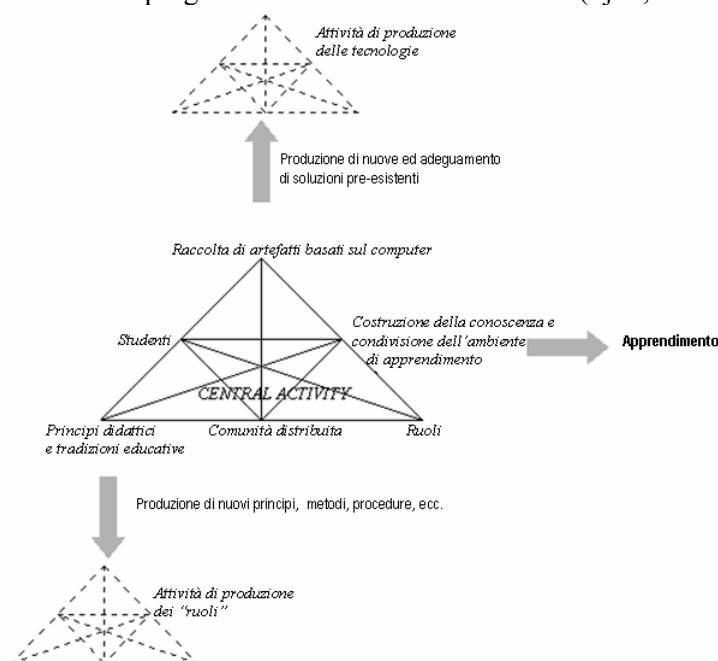 Attività di produzione
delle tecnologie
Produzione di nuove ed adeguamento
di soluzioni pre-esistenti
Raccolta di artefatti basati sul computer
Studenti
Costruzione della conoscenza e
condivisione dell'ambiente
di apprendimento
Apprendimento
CENTRAL ACTIVITY
Principi didattici
e tradizioni educative
Comunità distribuita
Ruoli
Produzione di nuovi principi, metodi, procedure, ecc.
Attività di produzione
dei "ruoli"